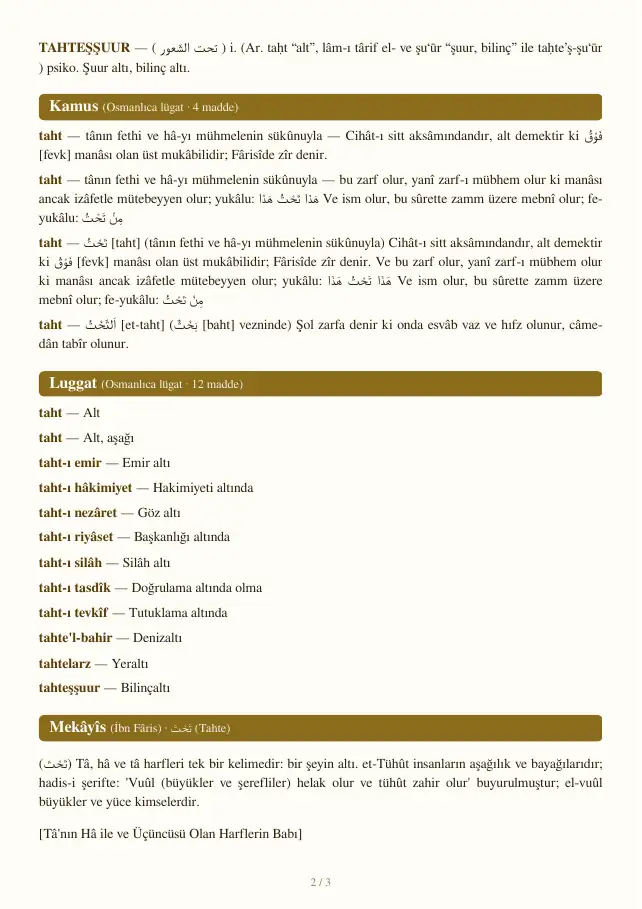 TAHTEŞŞUUR — ( تحت الشعور ) i. (Ar. taḥt “alt”, lâm-ı târif el- ve şu‘ūr “şuur, bilinç” ile taḥte’ş-şu‘ūr
) psiko. Şuur altı, bilinç altı.
Kamus (Osmanlıca lügat · 4 madde)
taht — tânın fethi ve hâ-yı mühmelenin sükûnuyla — Cihât-ı sitt aksâmındandır, alt demektir ki فَوْقُ
[fevk] manâsı olan üst mukâbilidir; Fârisîde zîr denir.
taht — tânın fethi ve hâ-yı mühmelenin sükûnuyla — bu zarf olur, yanî zarf-ı mübhem olur ki manâsı
ancak izâfetle mütebeyyen olur; yukâlu: هَذا تَحْتُ هَذَا Ve ism olur, bu sûrette zamm üzere mebnî olur; fe-
yukâlu: مِنْ تَحْتُ
taht — تَحْتُ [taht] (tânın fethi ve hâ-yı mühmelenin sükûnuyla) Cihât-ı sitt aksâmındandır, alt demektir
ki فَوْقُ [fevk] manâsı olan üst mukâbilidir; Fârisîde zîr denir. Ve bu zarf olur, yanî zarf-ı mübhem olur
ki manâsı ancak izâfetle mütebeyyen olur; yukâlu: هَذَا تَحْتُ هَذَا Ve ism olur, bu sûrette zamm üzere
mebnî olur; fe-yukâlu: مِنْ تَحْتُ
taht — اَلتَّخْتُ [et-taht] (بَخْتٌ [baht] vezninde) Şol zarfa denir ki onda esvâb vaz ve hıfz olunur, câme-
dân tabîr olunur.
Luggat (Osmanlıca lügat · 12 madde)
taht — Alt
taht — Alt, aşağı
taht-ı emir — Emir altı
taht-ı hâkimiyet — Hakimiyeti altında
taht-ı nezâret — Göz altı
taht-ı riyâset — Başkanlığı altında
taht-ı silâh — Silâh altı
taht-ı tasdîk — Doğrulama altında olma
taht-ı tevkîf — Tutuklama altında
tahte'l-bahir — Denizaltı
tahtelarz — Yeraltı
tahteşşuur — Bilinçaltı
Mekâyîs (İbn Fâris) · تَحْتَ (Tahte)
(تَحْتَ) Tâ, hâ ve tâ harfleri tek bir kelimedir: bir şeyin altı. et-Tühût insanların aşağılık ve bayağılarıdır;
hadis-i şerifte: 'Vuûl (büyükler ve şerefliler) helak olur ve tühût zahir olur' buyurulmuştur; el-vuûl
büyükler ve yüce kimselerdir.
[Tâ'nın Hâ ile ve Üçüncüsü Olan Harflerin Babı]
2 / 3